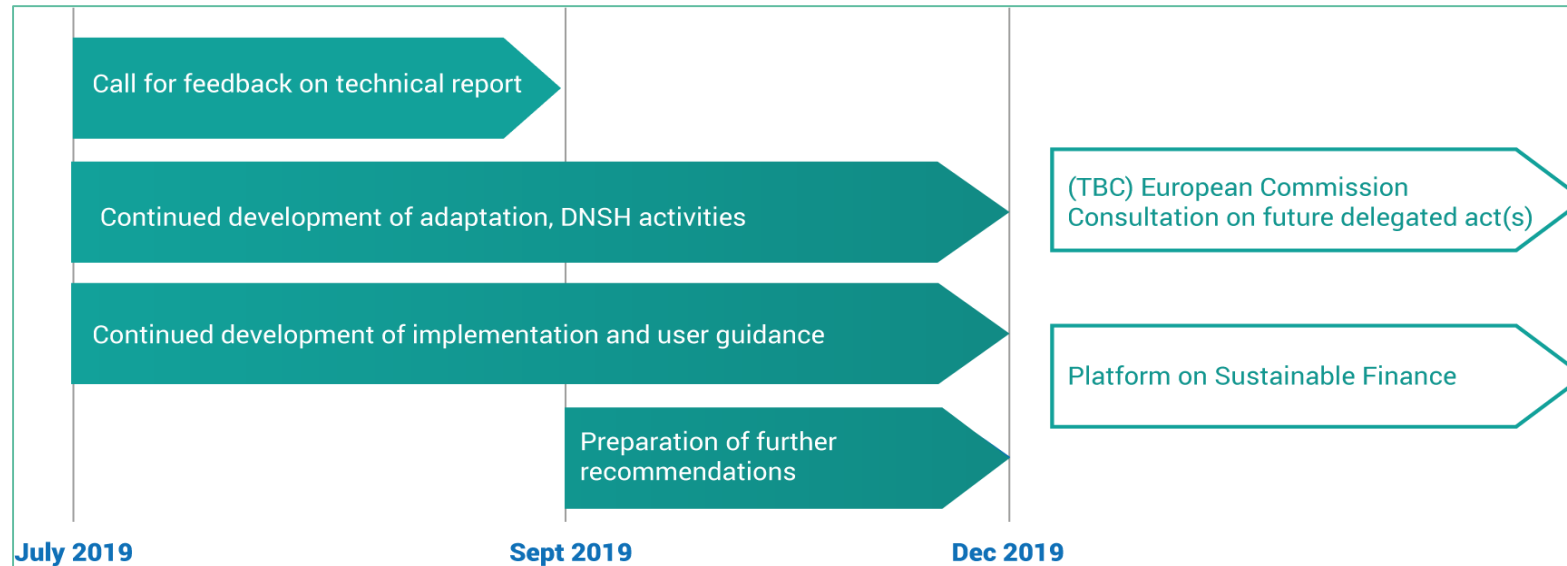 Call for feedback on technical report
Continued development of adaptation, DNSH activities
(TBC) European Commission
Consultation on future delegated act(s)
Continued development of implementation and user guidance
Platform on Sustainable Finance
Preparation of further
recommendations
July 2019
Sept 2019
Dec 2019